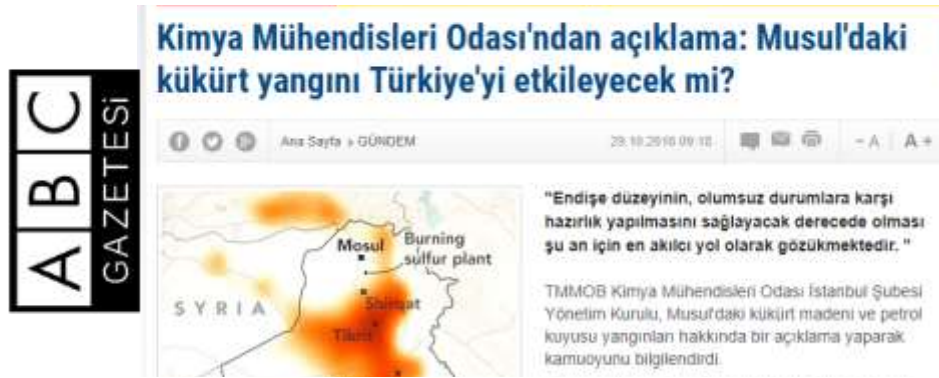 ABC
GAZETESİ
Kimya Mühendisleri Odası'ndan açıklama: Musul'daki
kükürt yangını Türkiye'yi etkileyecek mi?
Ana Sayfa » GÜNDEM
29.10.2016 09:18
- A
A +
"Endişe düzeyinin, olumsuz durumlara karşı
hazırlık yapılmasını sağlayacak derecede olması
şu an için en akılcı yol olarak gözükmektedir. "
TMMOB Kimya Mühendisleri Odası İstanbul Şubesi
Yönetim Kurulu, Musul'daki kükürt madeni ve petrol
kuyusu yangınları hakkında bir açıklama yaparak
kamuoyunu bilgilendirdi.
Mosul
Burning
sulfur plant
SYRIA
Shirqat
Tikrit